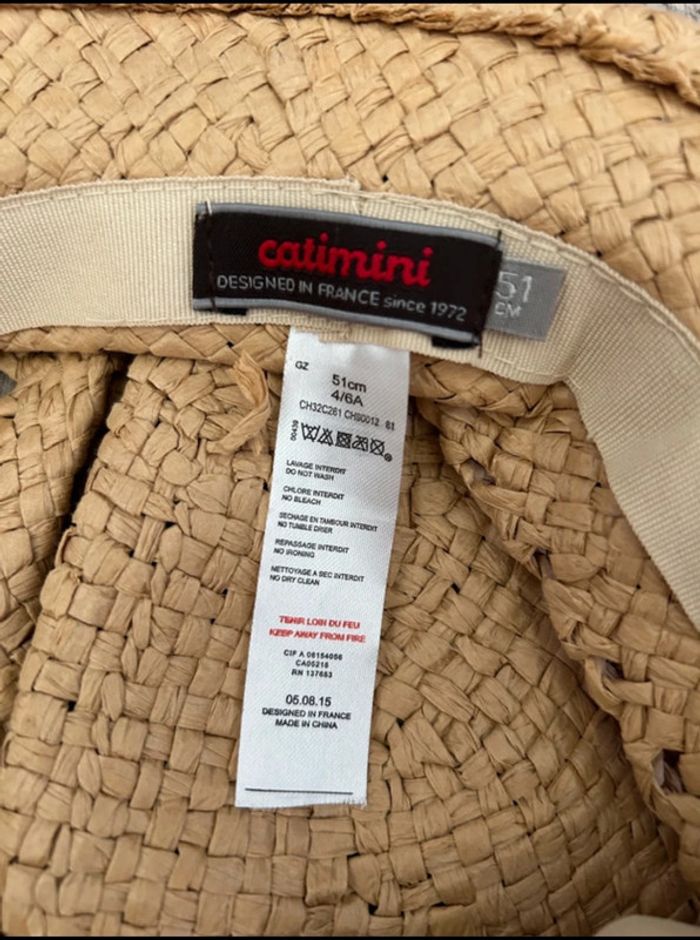 catimini
DESIGNED IN FRANCE since 1972
51
CM
GZ
51cm
4/6A
CH32C261 CH90012 61
00439
LAVAGE INTERDIT
DO NOT WASH
CHLORE INTERDIT
NO BLEACH
SECHAGE EN TAMBOUR INTERDIT
NO TUMBLE DRIER
REPASSAGE INTERDIT
NO IRONING
NETTOYAGE A SEC INTERDIT
NO DRY CLEAN
TENIR LOIN DU FEU
KEEP AWAY FROM FIRE
CIF A 08154056
CA05218
RN 137653
05.08.15
DESIGNED IN FRANCE
MADE IN CHINA